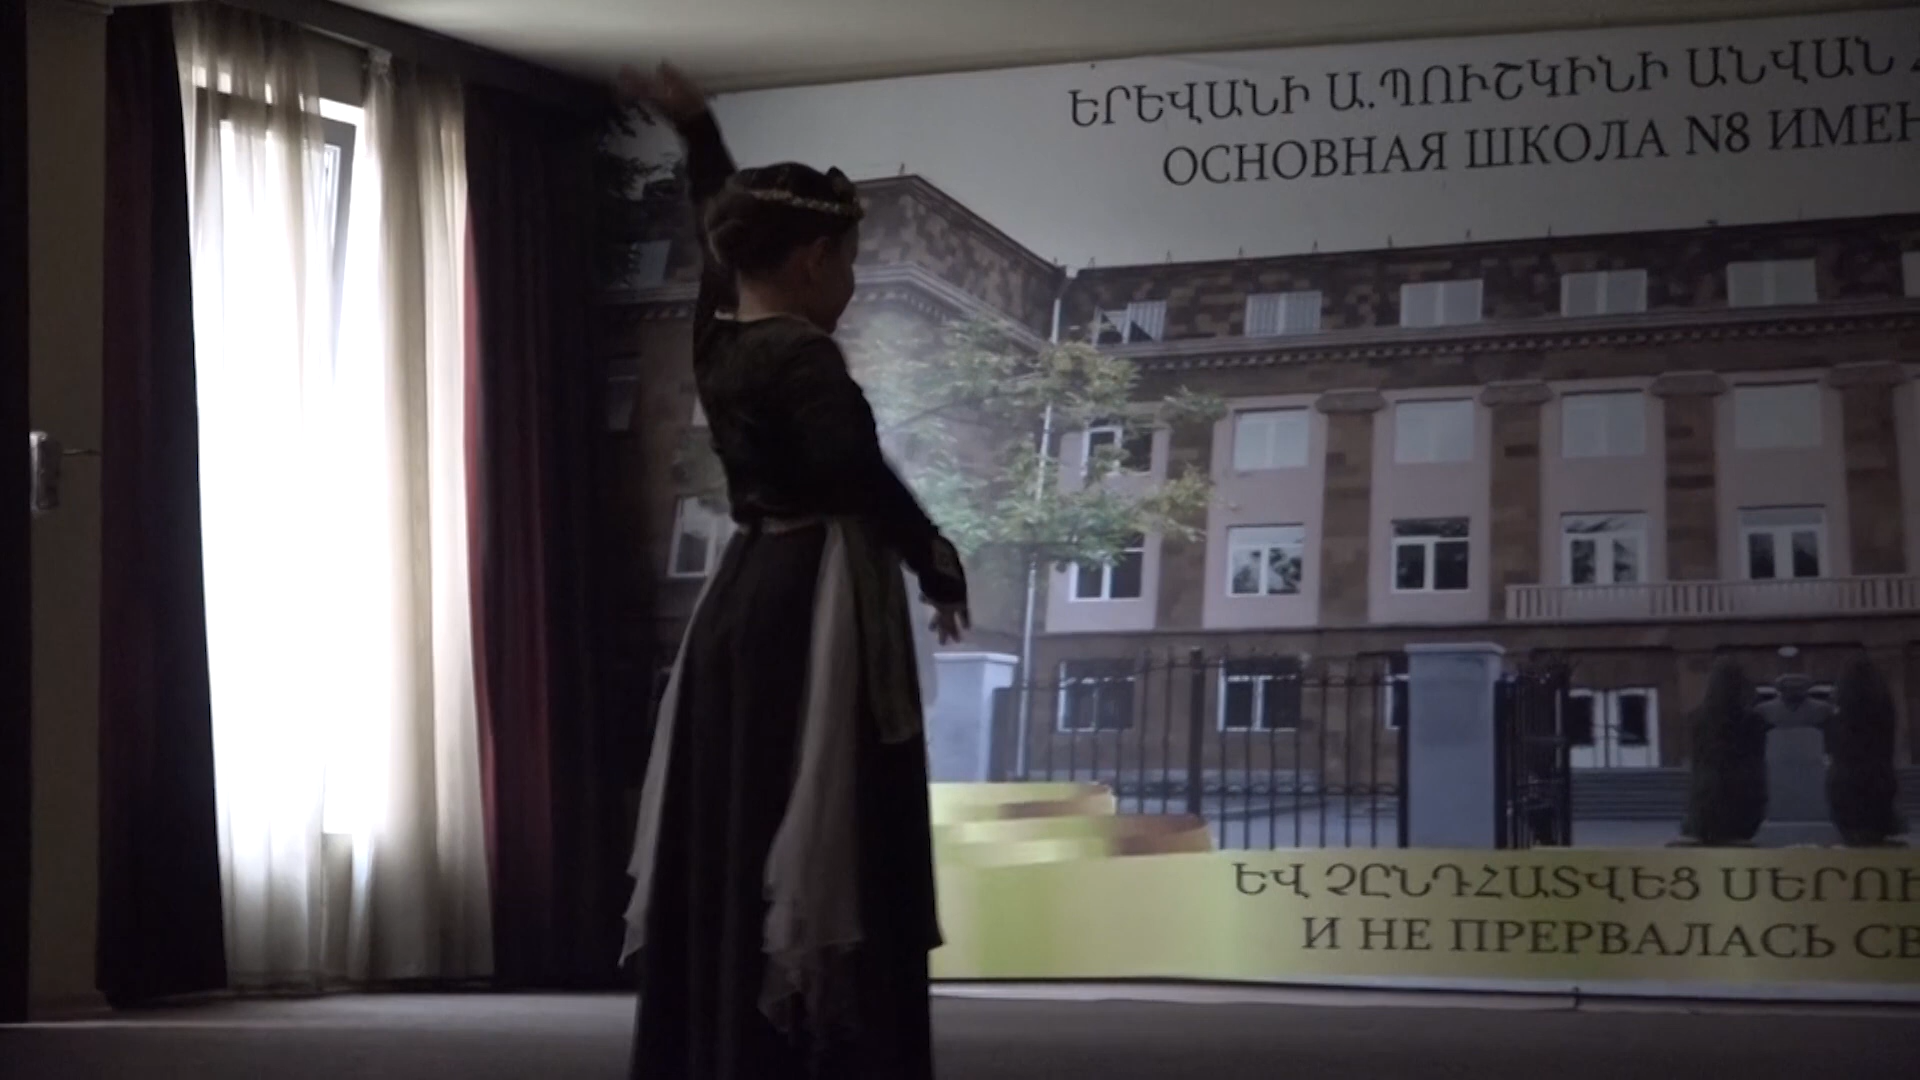 ԵՐԵՎԱՆԻ Ա.ՊՈՒՇԿԻՆԻ ԱՆՎԱՆ
ОСНОВНАЯ ШКОЛА N8 ИМЕН
ԵՎ ՉԸՆԴՀԱՏՎԵՑ ՍԵՐՈՒ
И НЕ ПРЕРВАЛАСЬ СВ